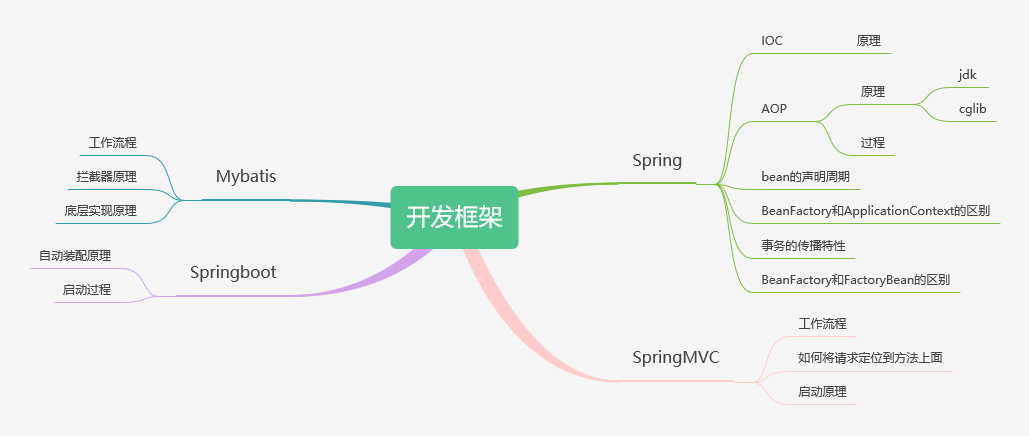 开发框架
Spring
IOC
原理
AOP
原理
jdk
cglib
过程
bean的声明周期
BeanFactory和ApplicationContext的区别
事务的传播特性
BeanFactory和FactoryBean的区别
SpringMVC
工作流程
如何将请求定位到方法上面
启动原理
Mybatis
工作流程
拦截器原理
底层实现原理
Springboot
自动装配原理
启动过程